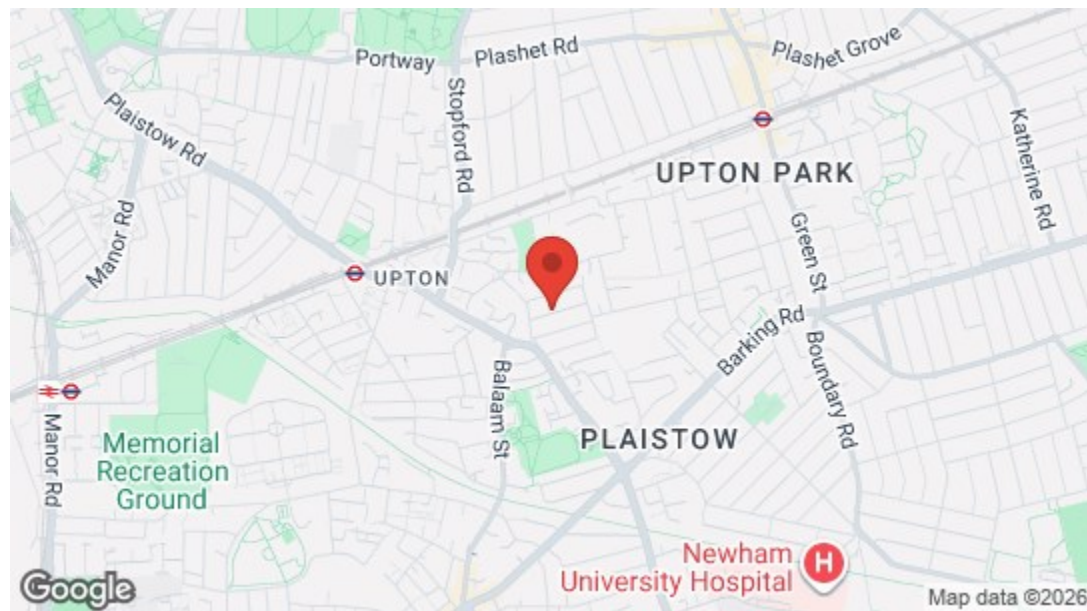 Portway
Plashet Rd
Plashet Grove
Plaistow Rd
Stopford Rd
Katherine Rd
UPTON PARK
Manor Rd
Green St
UPTON
Barking Rd
Boundary Rd
Balaam St
PLAISTOW
Manor Rd
Memorial
Recreation
Ground
Newham
University Hospital
H
Google
Map data ©2026